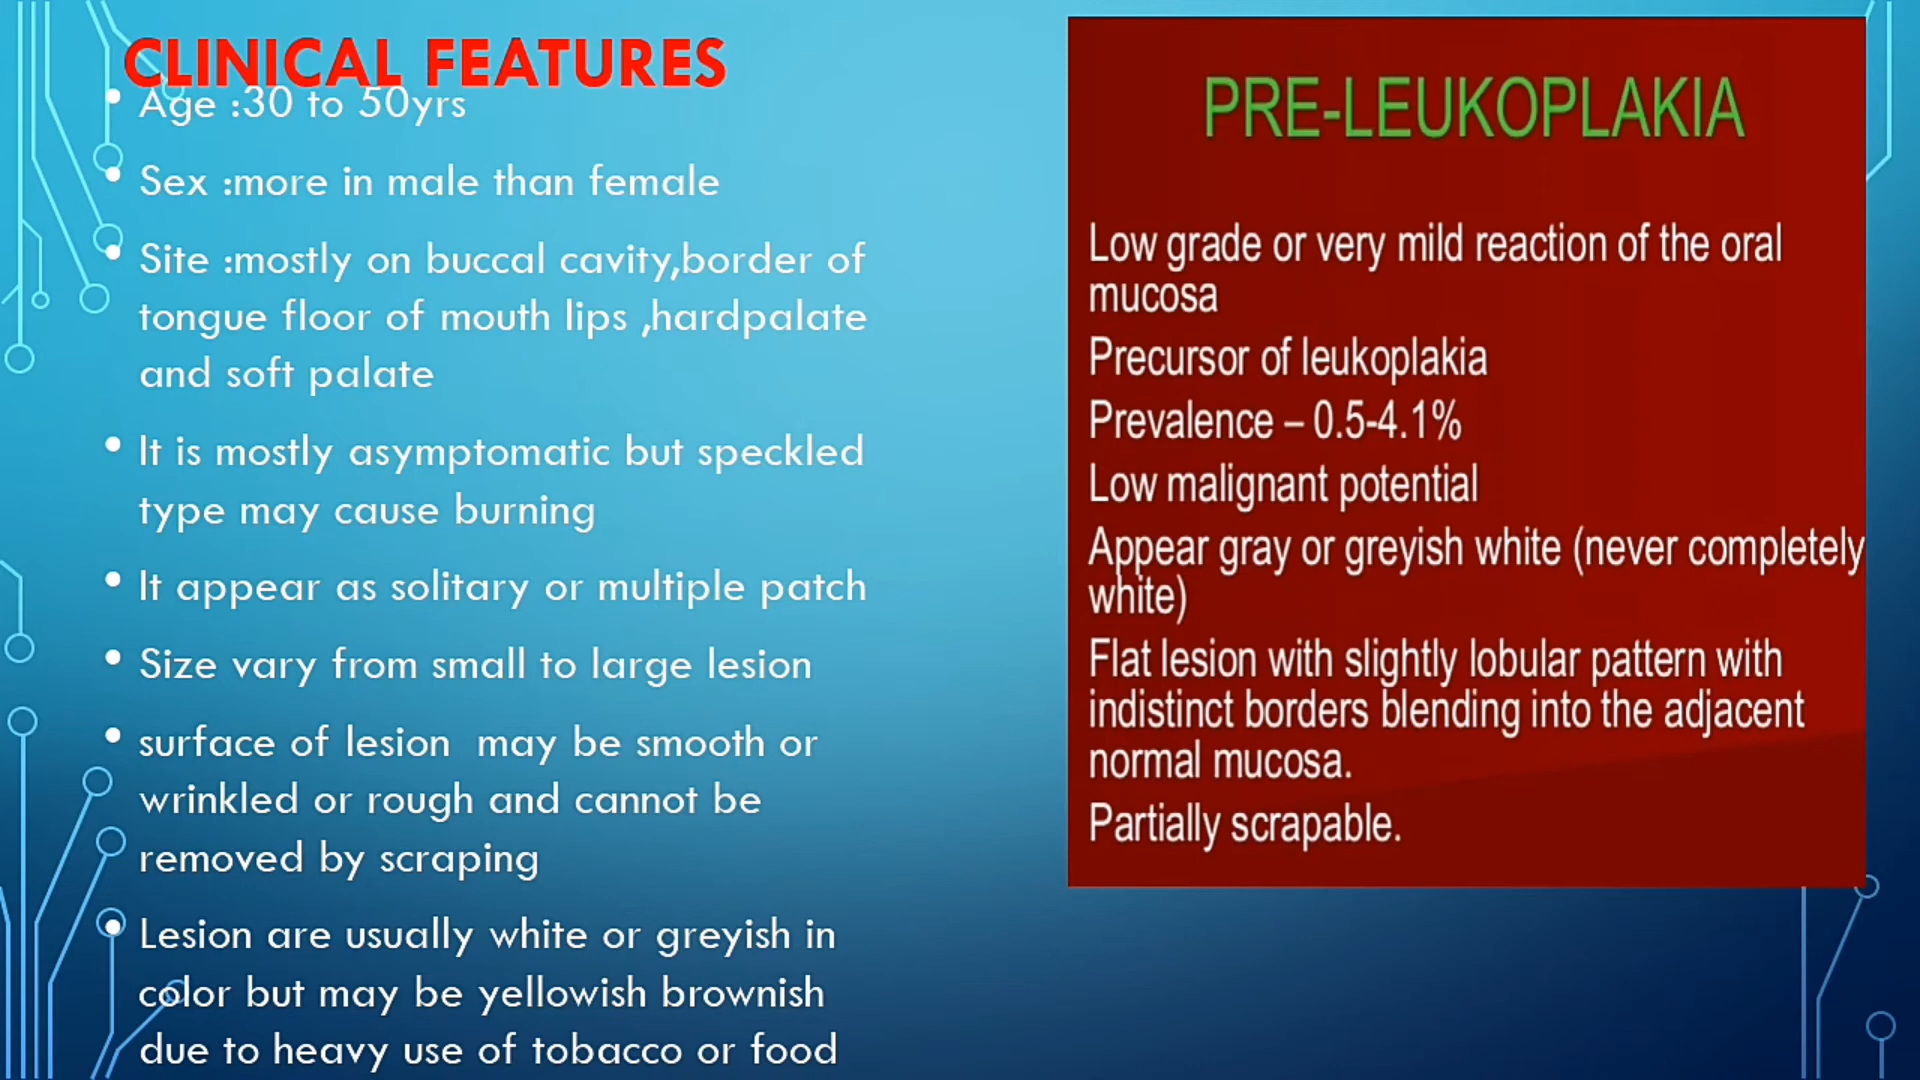 CLINICAL FEATURES
• Age :30 to 50yrs
• Sex :more in male than female
• Site :mostly on buccal cavity,border of
tongue floor of mouth lips ,hardpalate
and soft palate
• It is mostly asymptomatic but speckled
type may cause burning
• It appear as solitary or multiple patch
• Size vary from small to large lesion
• surface of lesion may be smooth or
wrinkled or rough and cannot be
removed by scraping
• Lesion are usually white or greyish in
color but may be yellowish brownish
due to heavy use of tobacco or food
PRE-LEUKOPLAKIA
Low grade or very mild reaction of the oral
mucosa
Precursor of leukoplakia
Prevalence – 0.5-4.1%
Low malignant potential
Appear gray or greyish white (never completely
white)
Flat lesion with slightly lobular pattern with
indistinct borders blending into the adjacent
normal mucosa.
Partially scrapable.